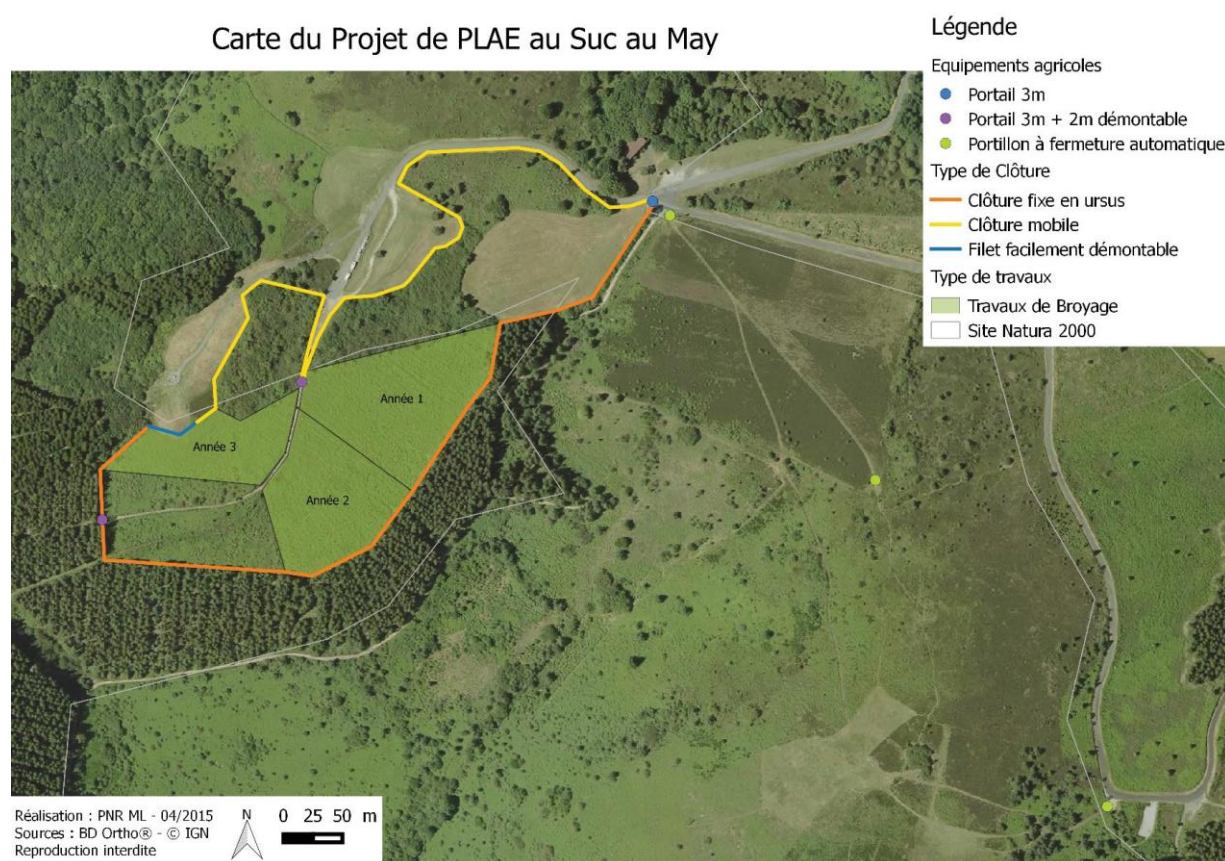 Carte du Projet de PLAE au Suc au May
Légende
Equipements agricoles
Portail 3m
Portail 3m + 2m démontable
Portillon à fermeture automatique
Type de Clôture
Clôture fixe en ursus
Clôture mobile
Filet facilement démontable
Type de travaux
Travaux de Broyage
Site Natura 2000
Année 1
Année 3
Année 2
Réalisation : PNR ML - 04/2015
Sources : BD Ortho® - © IGN
Reproduction interdite
N
0 25 50 m